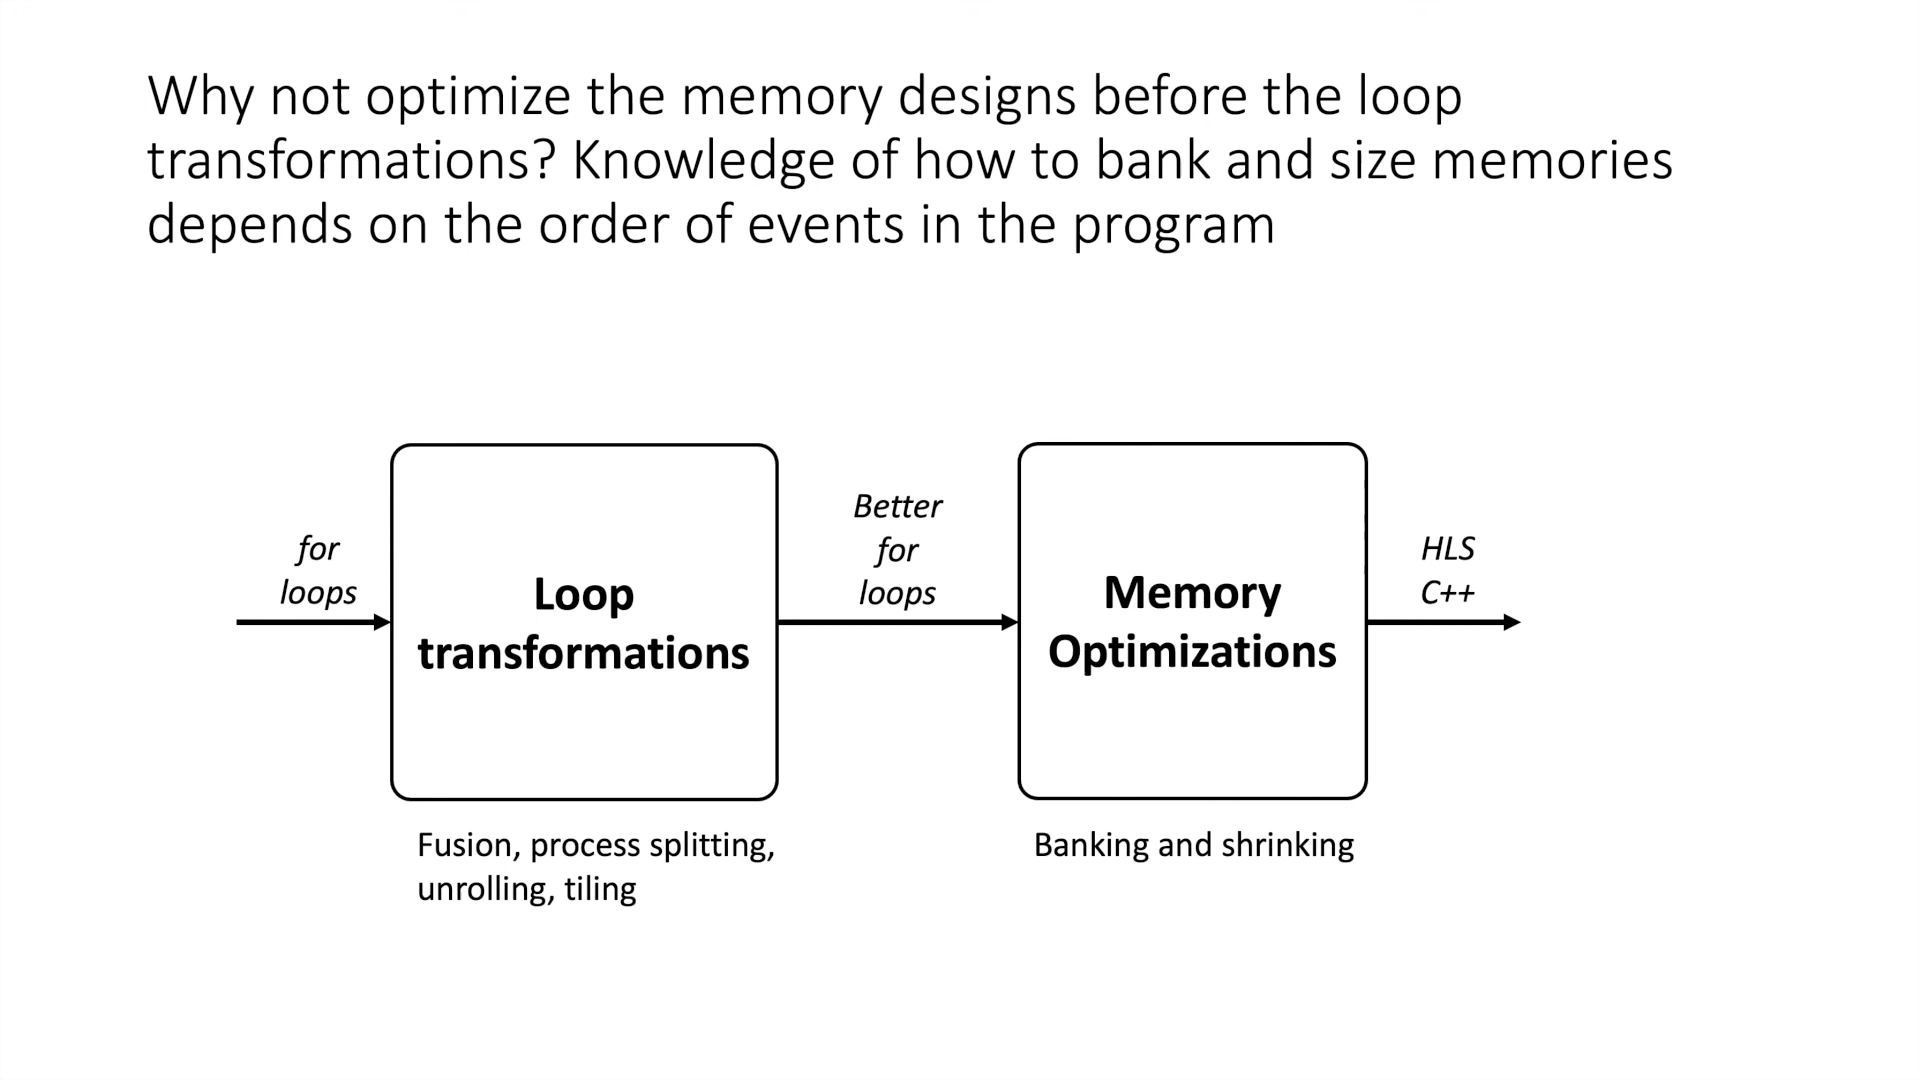 Why not optimize the memory designs before the loop
transformations? Knowledge of how to bank and size memories
depends on the order of events in the program
for
loops
Loop
transformations
Better
for
loops
Memory
Optimizations
HLS
C++
Fusion, process splitting,
unrolling, tiling
Banking and shrinking